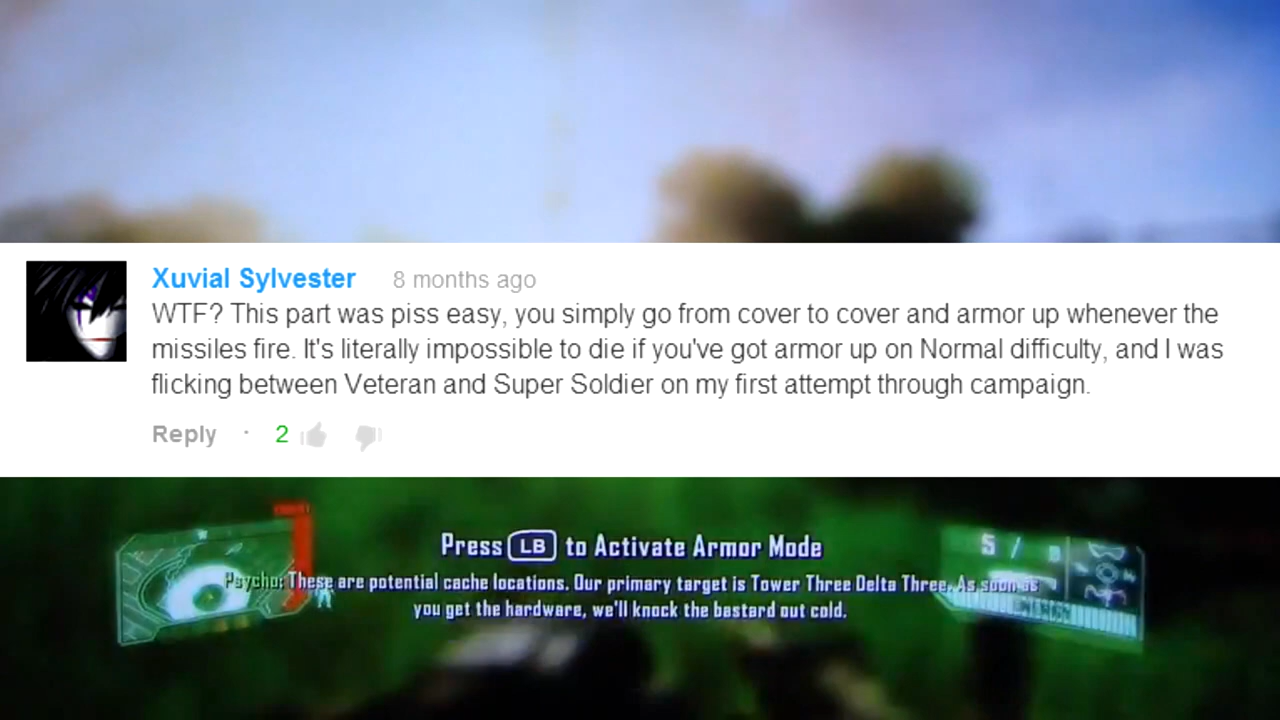 Xuvial Sylvester 8 months ago
WTF? This part was piss easy, you simply go from cover to cover and armor up whenever the
missiles fire. It's literally impossible to die if you've got armor up on Normal difficulty, and I was
flicking between Veteran and Super Soldier on my first attempt through campaign.
Reply · 2
Press LB to Activate Armor Mode
5 /
Psycho: These are potential cache locations. Our primary target is Tower Three Delta Three. As soon as
you get the hardware, we'll knock the bastard out cold.
ENERGY